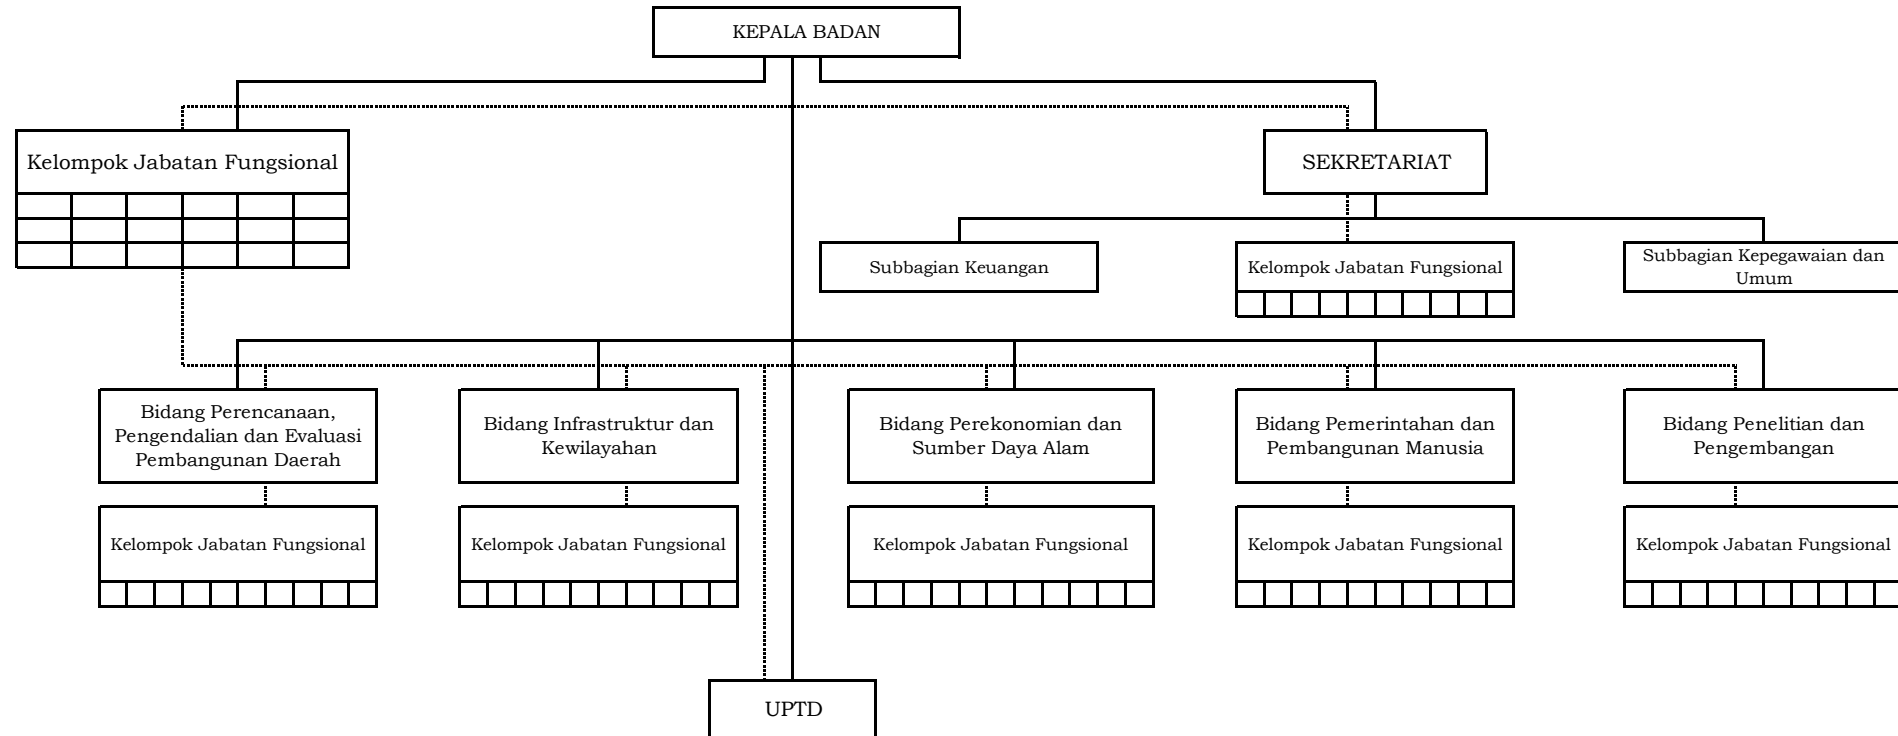 KEPALA BADAN
Kelompok Jabatan Fungsional
SEKRETARIAT
Subbagian Keuangan
Kelompok Jabatan Fungsional
Subbagian Kepegawaian dan
Umum
Bidang Perencanaan,
Pengendalian dan Evaluasi
Pembangunan Daerah
Bidang Infrastruktur dan
Kewilayahan
Bidang Perekonomian dan
Sumber Daya Alam
Bidang Pemerintahan dan
Pembangunan Manusia
Bidang Penelitian dan
Pengembangan
Kelompok Jabatan Fungsional
Kelompok Jabatan Fungsional
Kelompok Jabatan Fungsional
Kelompok Jabatan Fungsional
Kelompok Jabatan Fungsional
UPTD